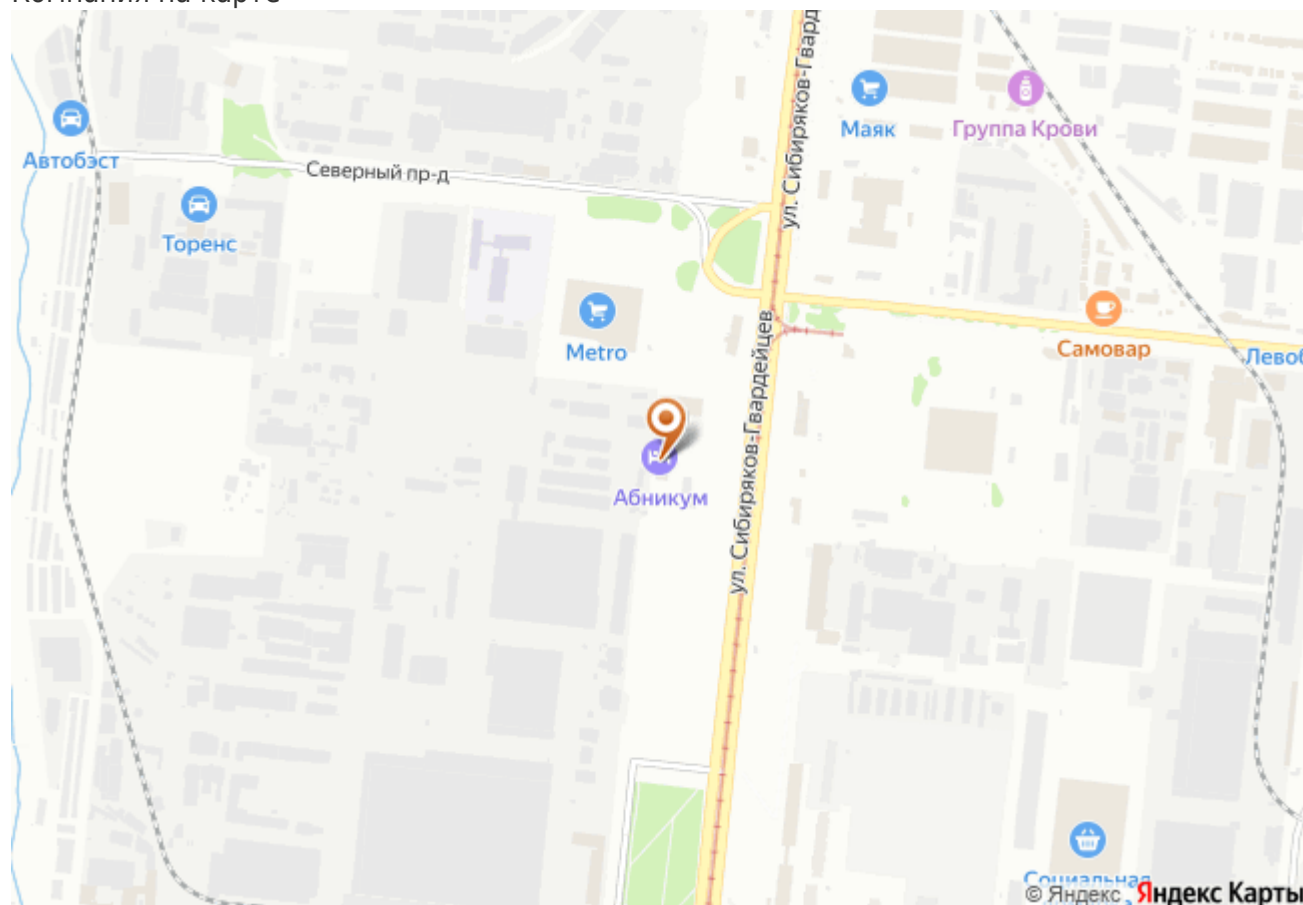 ул. Сибиряков-Гвард
Маяк
Группа Крови
Автобэст
Северный пр-д
Торенс
Metro
Самовар
Левоб
ул. Сибиряков-Гвардейцев
Абникум
Социальная
© Яндекс Яндекс Карты